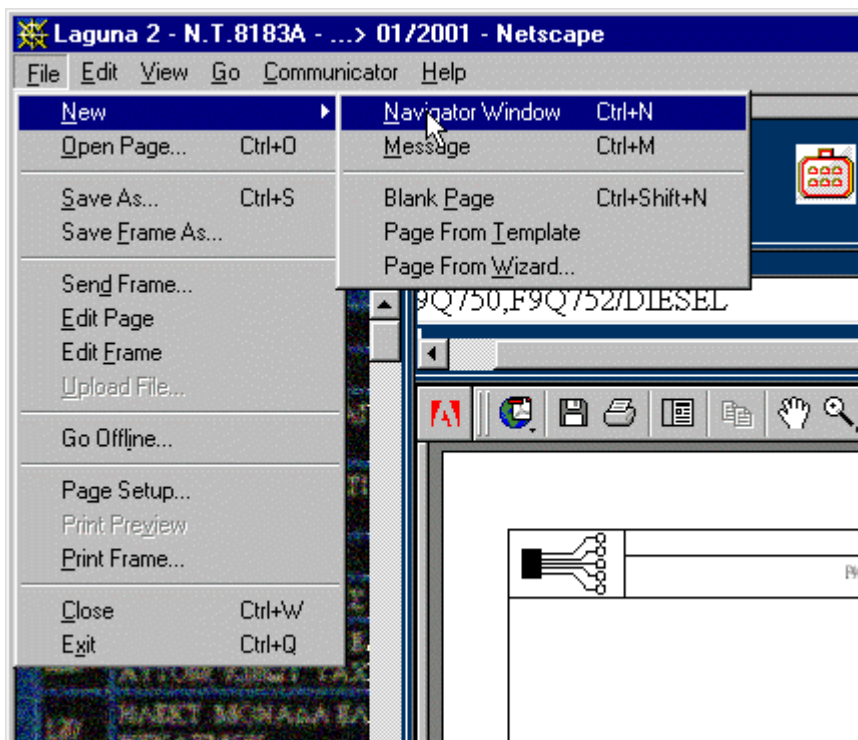 Laguna 2 - N.T.8183A - ...> 01/2001 - Netscape
File Edit View Go Communicator Help
New
Open Page... Ctrl+O
Save As... Ctrl+S
Save Frame As...
Send Frame...
Edit Page
Edit Frame
Upload File...
Go Offline...
Page Setup...
Print Preview
Print Frame...
Close Ctrl+W
Exit Ctrl+Q
Navigator Window Ctrl+N
Message Ctrl+M
Blank Page Ctrl+Shift+N
Page From Template
Page From Wizard...
9Q750,F9Q752/DIESEL